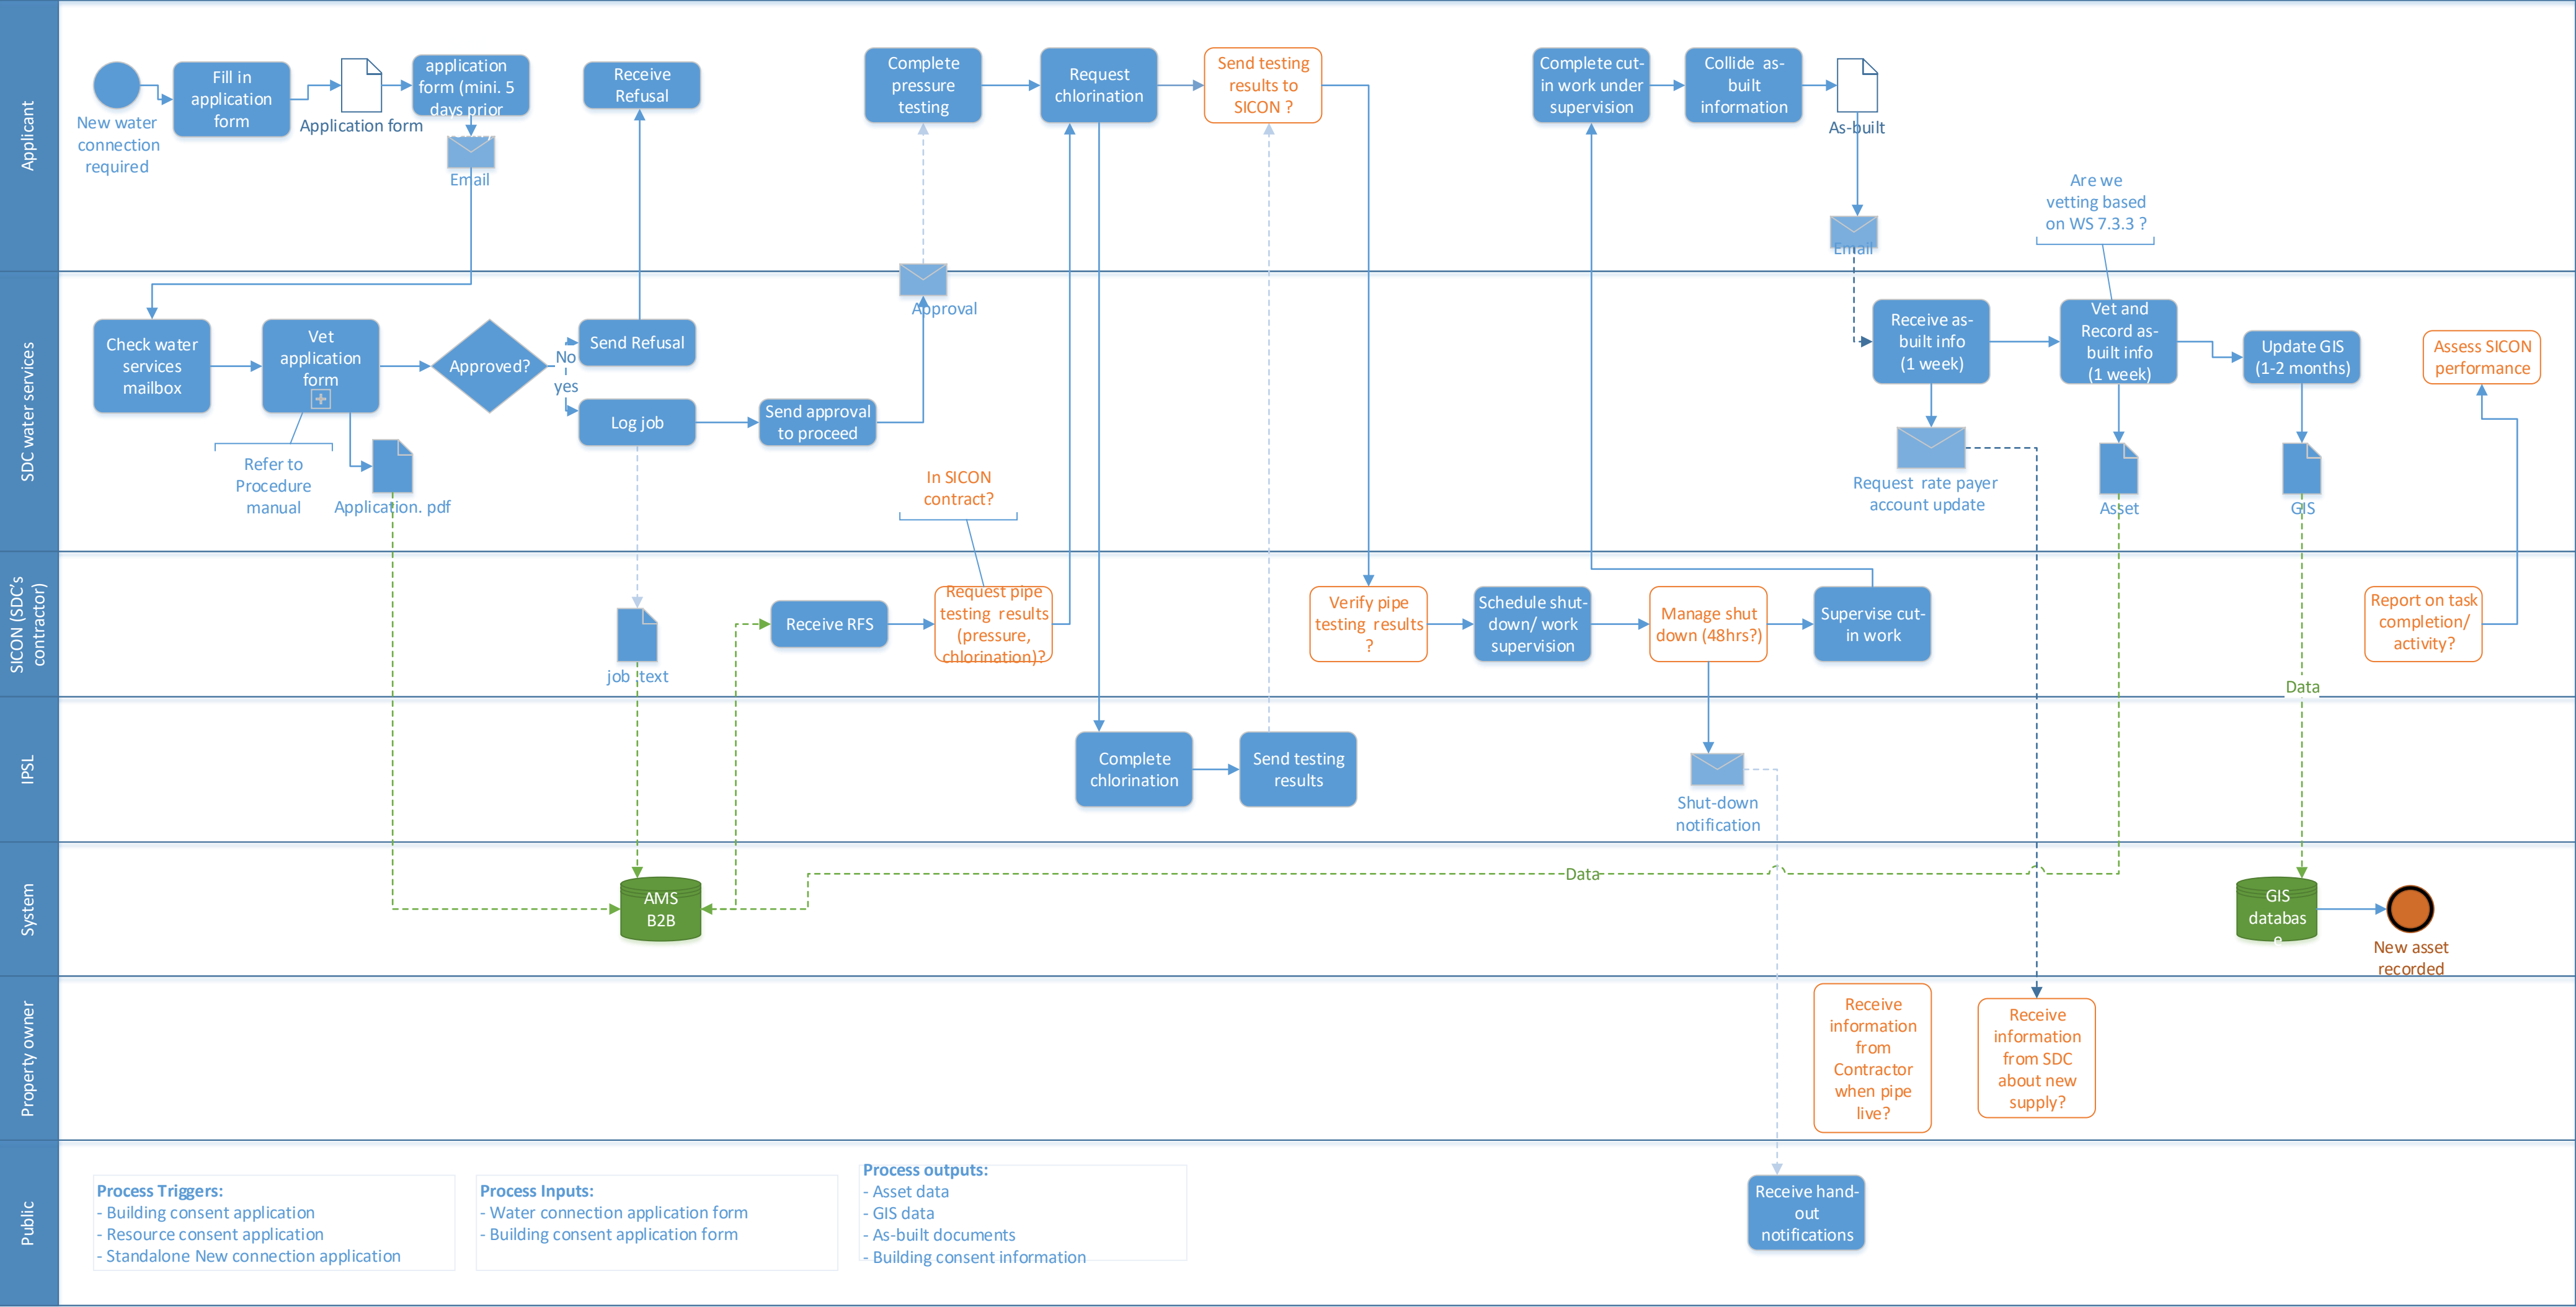 Applicant
New water
connection
required
Fill in
application
form
Application form
application
form (mini. 5
days prior
Email
Receive
Refusal
Complete
pressure
testing
Request
chlorination
Send testing
results to
SICON ?
Complete cut-
in work under
supervision
Collide as-
built
information
As-built
Email
Are we
vetting based
on WS 7.3.3 ?
SDC water services
Check water
services
mailbox
Vet
application
form
Refer to
Procedure
manual
Application. pdf
Approved?
No
yes
Send Refusal
Log job
Send approval
to proceed
Approval
In SICON
contract?
Receive as-
built info
(1 week)
Request rate payer
account update
Vet and
Record as-
built info
(1 week)
Asset
Update GIS
(1-2 months)
GIS
Assess SICON
performance
SICON (SDC's
contractor)
job text
Receive RFS
Request pipe
testing results
(pressure,
chlorination)?
Verify pipe
testing results
?
Schedule shut-
down/ work
supervision
Manage shut
down (48hrs?)
Supervise cut-
in work
Report on task
completion/
activity?
Data
IPSL
Complete
chlorination
Send testing
results
Shut-down
notification
System
AMS
B2B
Data
GIS
databas
e
New asset
recorded
Property owner
Receive
information
from
Contractor
when pipe
live?
Receive
information
from SDC
about new
supply?
Public
Process Triggers:
- Building consent application
- Resource consent application
- Standalone New connection application
Process Inputs:
- Water connection application form
- Building consent application form
Process outputs:
- Asset data
- GIS data
- As-built documents
- Building consent information
Receive hand-
out
notifications